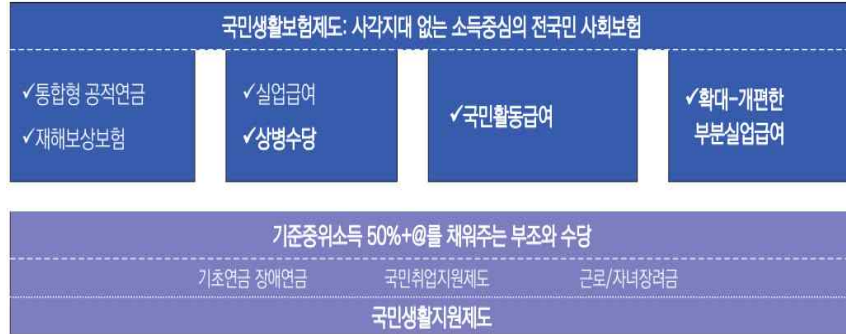 국민생활보험제도: 사각지대 없는 소득중심의 전국민 사회보험
✓통합형 공적연금
✓재해보상보험
✓실업급여
✓상병수당
✓국민활동급여
✓확대-개편한
부분실업급여
기준중위소득 50%+@를 채워주는 부조와 수당
기초연금 장애연금 국민취업지원제도 근로/자녀장려금
국민생활지원제도